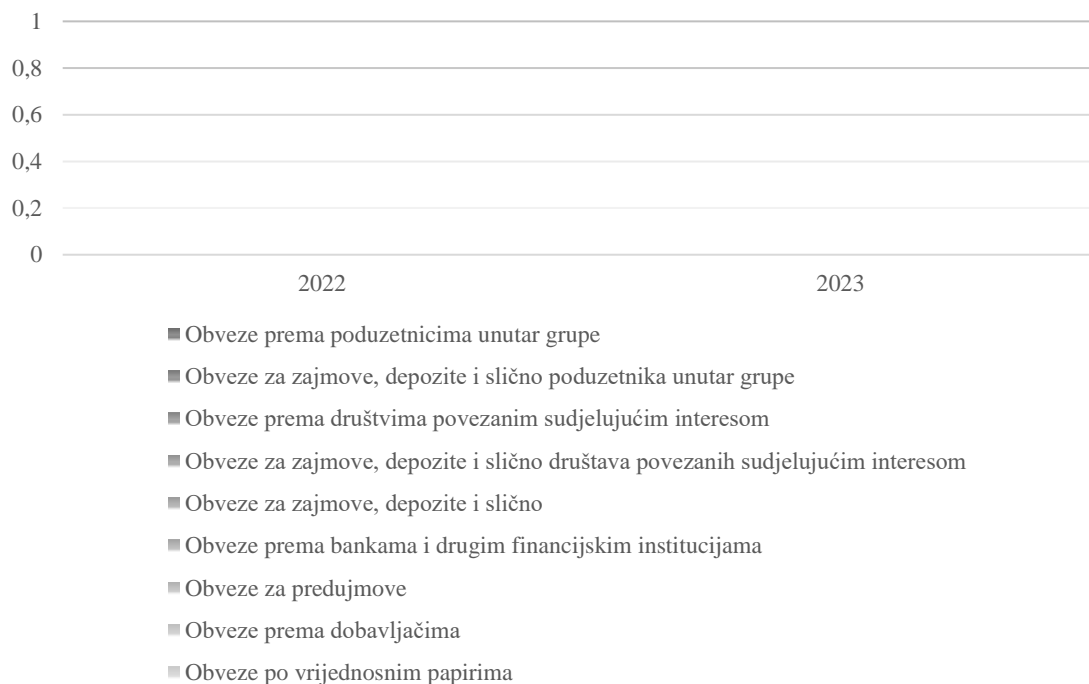 1
0,8
0,6
0,4
0,2
0
2022 2023
Obveze prema poduzetnicima unutar grupe
Obveze za zajmove, depozite i slično poduzetnika unutar grupe
Obveze prema društvima povezanim sudjelujućim interesom
Obveze za zajmove, depozite i slično društava povezanih sudjelujućim interesom
Obveze za zajmove, depozite i slično
Obveze prema bankama i drugim financijskim institucijama
Obveze za predujmove
Obveze prema dobavljačima
Obveze po vrijednosnim papirima